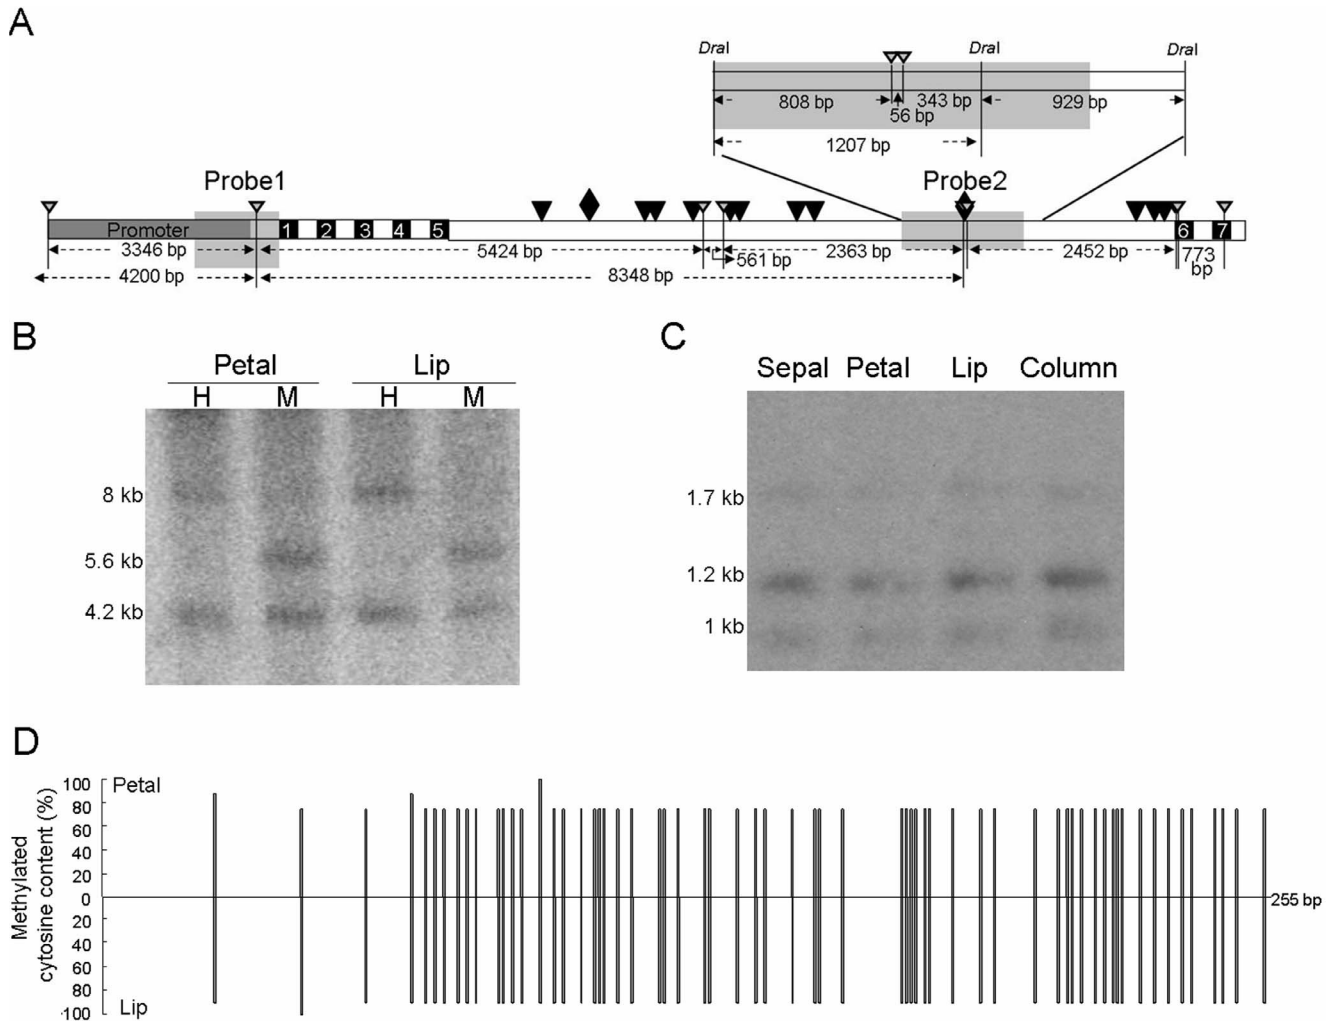 A
DraI DraI DraI
808 bp 343 bp 929 bp
56 bp
1207 bp
Probe1 Probe2
Promoter 1 2 3 4 5 6 7
3346 bp 5424 bp 561 bp 2363 bp 2452 bp 773 bp
4200 bp 8348 bp
B
Petal Lip
H M H M
8 kb
5.6 kb
4.2 kb
C
Sepal Petal Lip Column
1.7 kb
1.2 kb
1 kb
D
Methylated
cytosine content (%)
100 Petal
80
60
40
20
0 255 bp
20
40
60
80
100 Lip